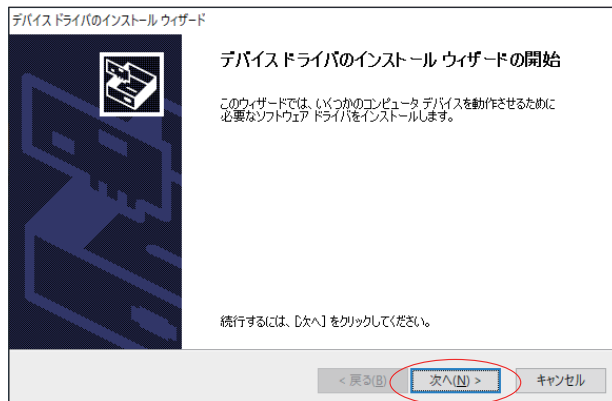 デバイス ドライバのインストール ウィザード
デバイス ドライバのインストール ウィザードの開始
このウィザードでは、いくつかのコンピュータ デバイスを動作させるために
必要なソフトウェア ドライバをインストールします。
続行するには、[次へ] をクリックしてください。
< 戻る(B)
次へ(N) >
キャンセル